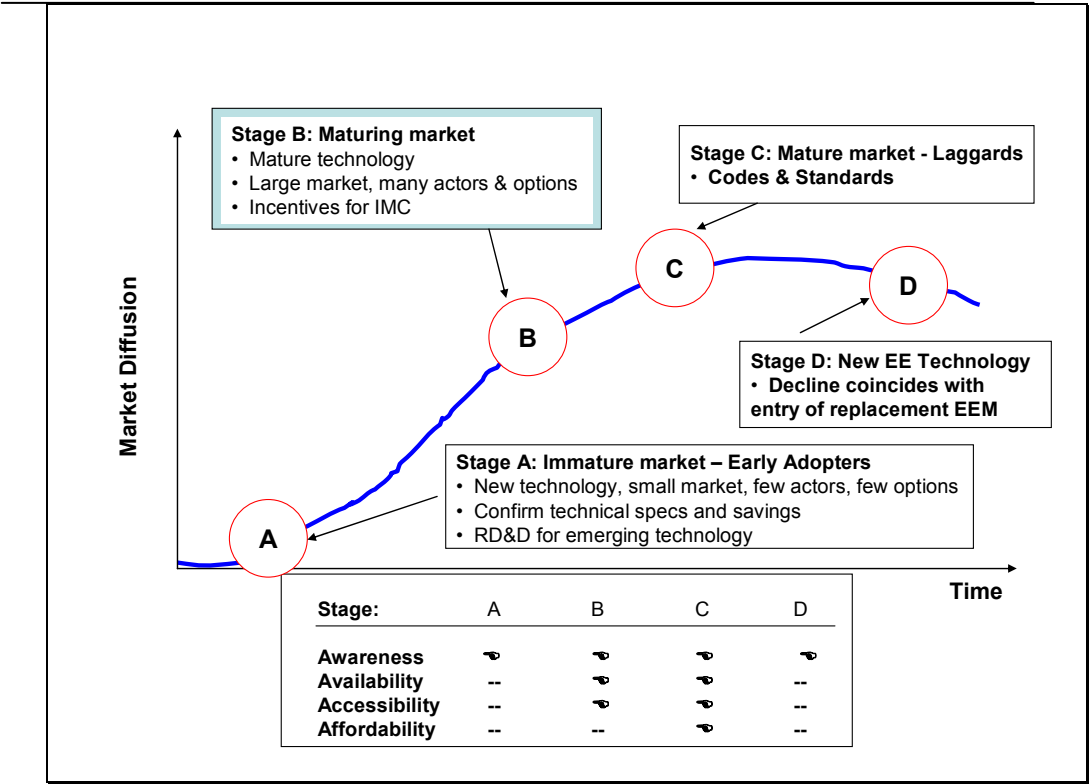 Stage B: Maturing market
• Mature technology
• Large market, many actors & options
• Incentives for IMC
Stage C: Mature market - Laggards
• Codes & Standards
C
D
B
Market Diffusion
Stage D: New EE Technology
• Decline coincides with
entry of replacement EEM
Stage A: Immature market – Early Adopters
• New technology, small market, few actors, few options
• Confirm technical specs and savings
• RD&D for emerging technology
A
Time
Stage: A B C D
Awareness ☜ ☜ ☜ ☜
Availability -- ☜ ☜ --
Accessibility -- ☜ ☜ --
Affordability -- -- ☜ --